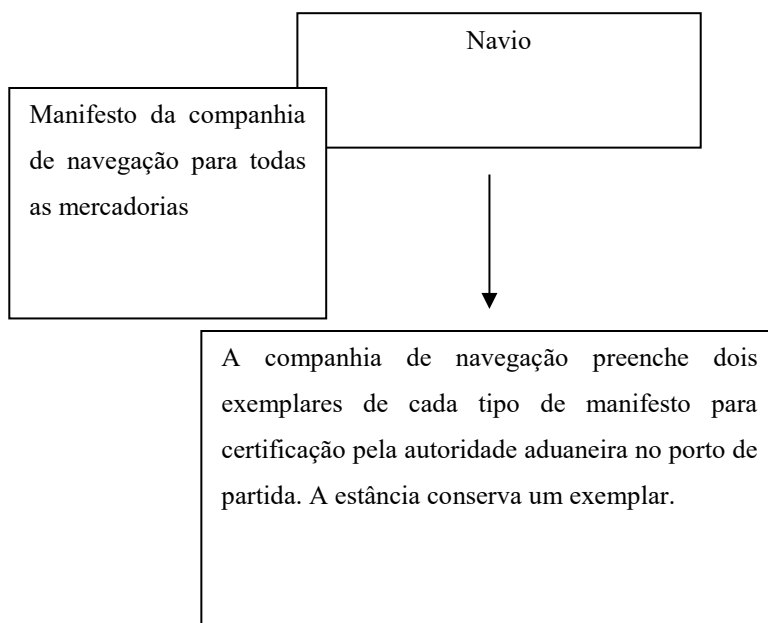 Navio
Manifesto da companhia
de navegação para todas
as mercadorias
A companhia de navegação preenche dois
exemplares de cada tipo de manifesto para
certificação pela autoridade aduaneira no porto de
partida. A estância conserva um exemplar.